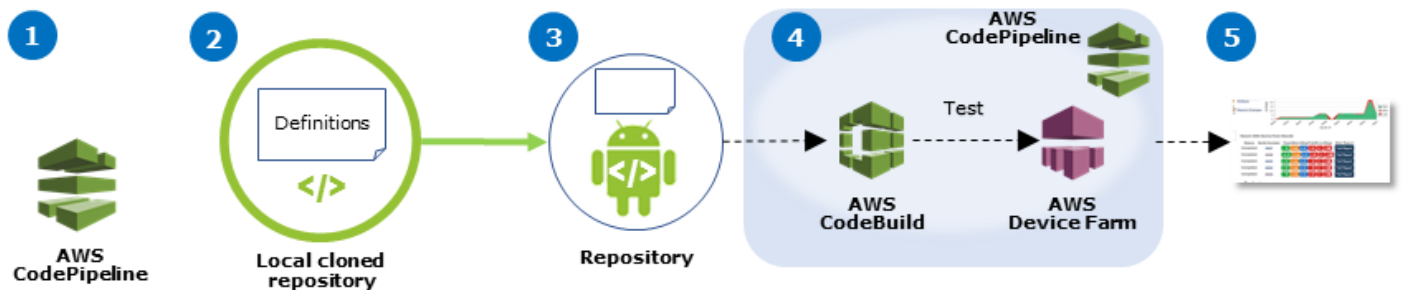 1
AWS
CodePipeline
2
Definitions
</>
Local cloned
repository
3
</>
Repository
4
AWS
CodePipeline
Test
AWS
CodeBuild
AWS
Device Farm
5